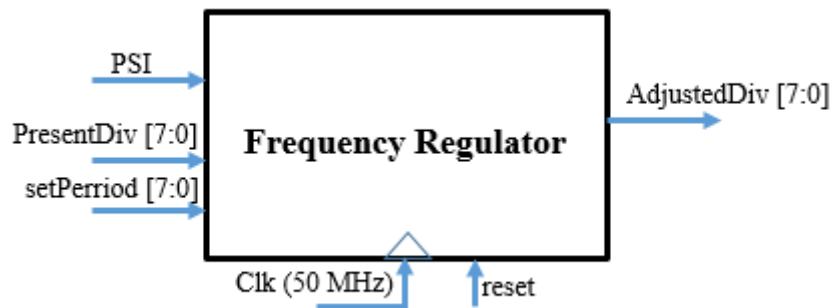 PSI
AdjustedDiv [7:0]
PresentDiv [7:0]
Frequency Regulator
setPerriod [7:0]
Clk (50 MHz)
reset